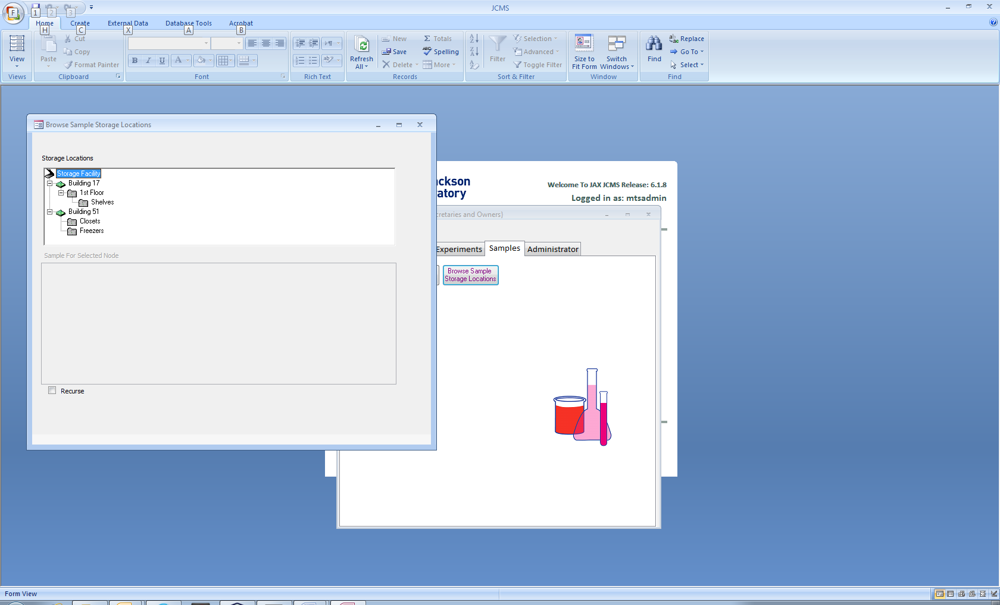 JCMS
F
1
2
3
Home
Create
External Data
Database Tools
Acrobat
H
C
X
A
B
View
Views
Paste
Cut
Copy
Format Painter
Clipboard
B I U A
Font
Rich Text
Refresh
All
New
Save
Delete
Totals
Spelling
More
Records
Filter
Selection
Advanced
Toggle Filter
Sort & Filter
Size to
Fit Form
Switch
Windows
Window
Find
Replace
Go To
Select
Find
Browse Sample Storage Locations
Storage Locations
Storage Facility
Building 17
1st Floor
Shelves
Building 51
Closets
Freezers
Sample For Selected Node
Recurse
ckson
ratory
Welcome To JAX JCMS Release: 6.1.8
Logged in as: mtsadmin
cretaries and Owners}
Experiments
Samples
Administrator
Browse Sample
Storage Locations
Form View